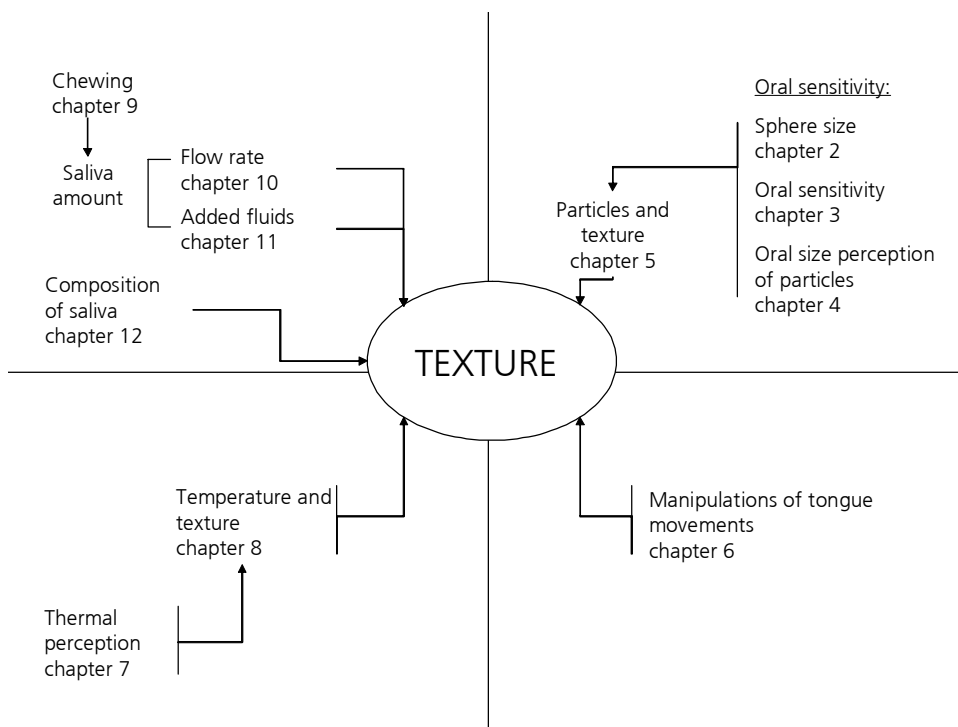 Chewing
chapter 9
Saliva
amount
Flow rate
chapter 10
Added fluids
chapter 11
Composition
of saliva
chapter 12
Oral sensitivity:
Sphere size
chapter 2
Oral sensitivity
chapter 3
Oral size perception
of particles
chapter 4
Particles and
texture
chapter 5
TEXTURE
Temperature and
texture
chapter 8
Thermal
perception
chapter 7
Manipulations of tongue
movements
chapter 6